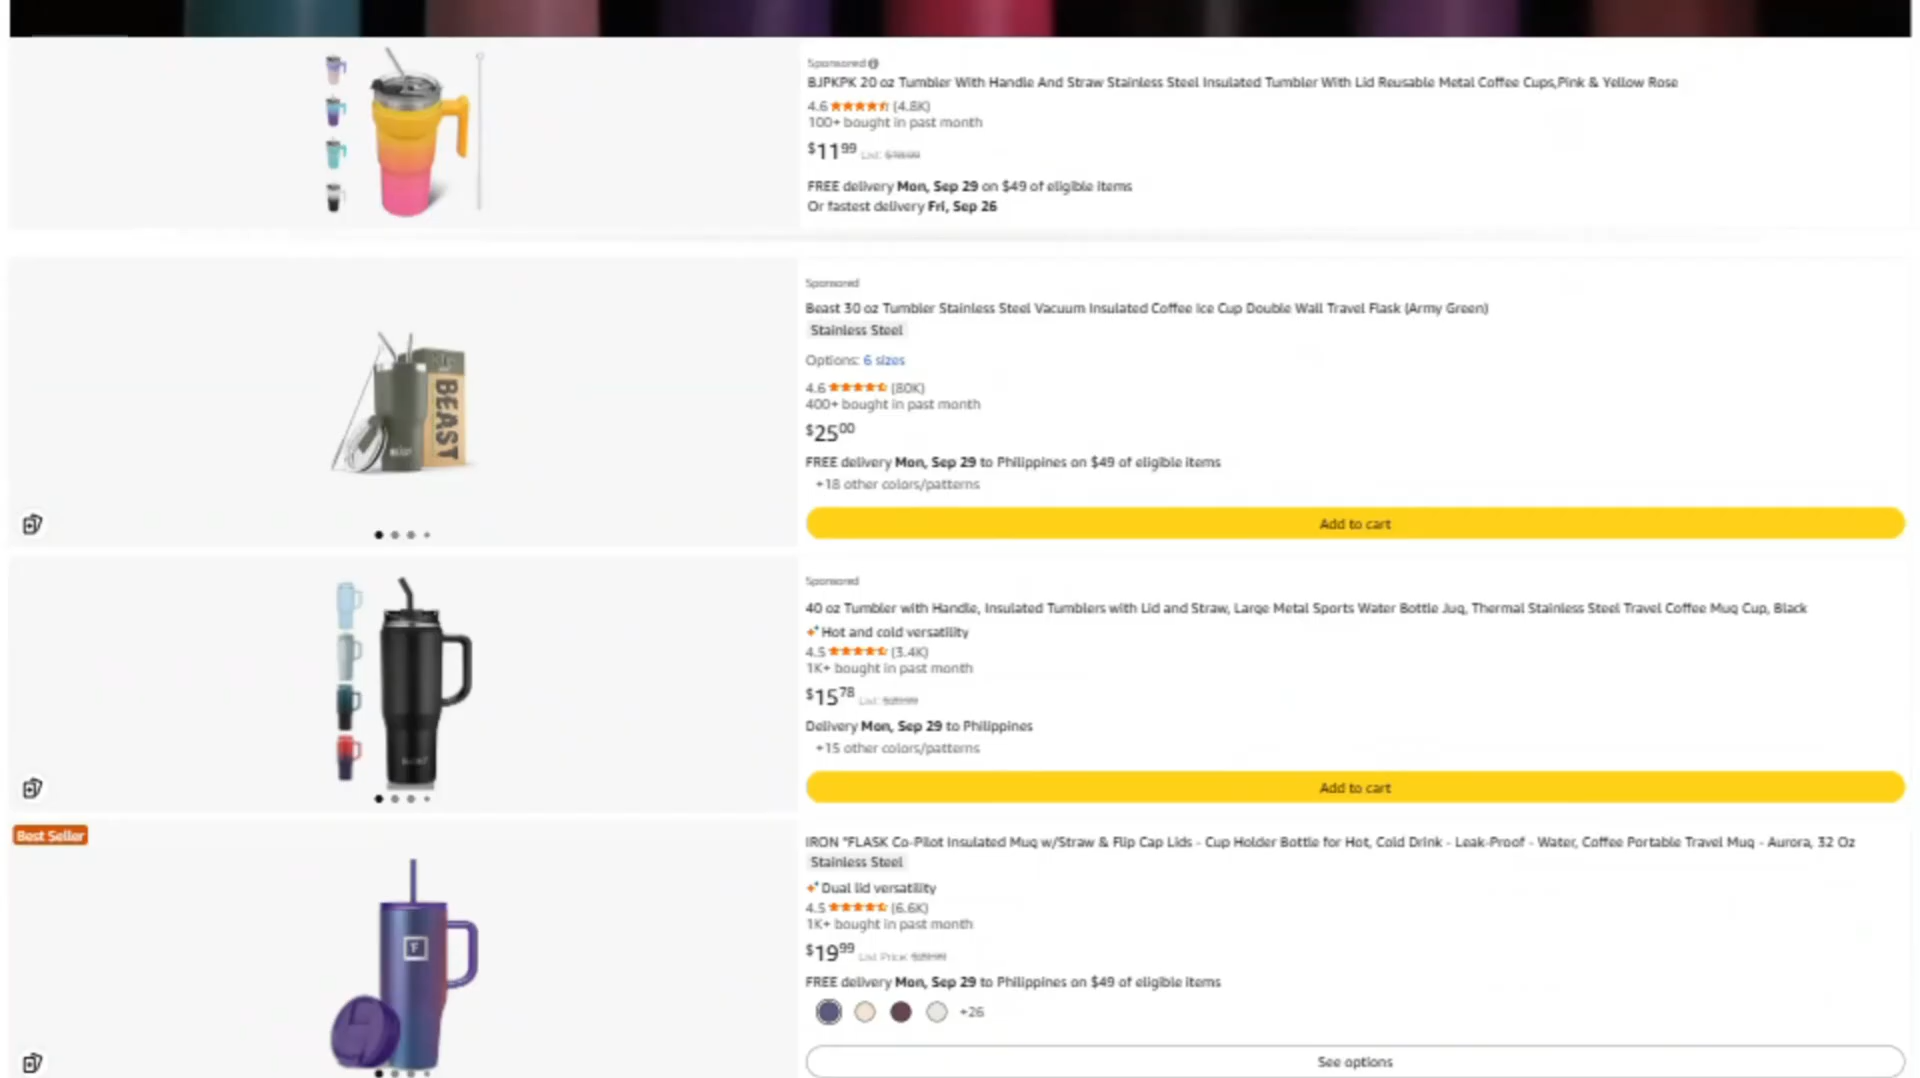 Sponsored
BJPKPK 20 oz Tumbler With Handle And Straw Stainless Steel Insulated Tumbler With Lid Reusable Metal Coffee Cups,Pink & Yellow Rose
4.6 (4.8K)
100+ bought in past month
$11.99 List:
FREE delivery Mon, Sep 29 on $49 of eligible items
Or fastest delivery Fri, Sep 26
Sponsored
Beast 30 oz Tumbler Stainless Steel Vacuum Insulated Coffee Ice Cup Double Wall Travel Flask (Army Green)
Stainless Steel
Options: 6 sizes
4.6 (80K)
400+ bought in past month
$25.00
FREE delivery Mon, Sep 29 to Philippines on $49 of eligible items
+18 other colors/patterns
Add to cart
BEAST
Sponsored
40 oz Tumbler with Handle, Insulated Tumblers with Lid and Straw, Large Metal Sports Water Bottle Jug, Thermal Stainless Steel Travel Coffee Mug Cup, Black
Hot and cold versatility
4.5 (3.4K)
1K+ bought in past month
$15.78 List:
Delivery Mon, Sep 29 to Philippines
+15 other colors/patterns
Add to cart
Best Seller
IRON °FLASK Co-Pilot Insulated Mug w/Straw & Flip Cap Lids - Cup Holder Bottle for Hot, Cold Drink - Leak-Proof - Water, Coffee Portable Travel Mug - Aurora, 32 Oz
Stainless Steel
Dual lid versatility
4.5 (6.6K)
1K+ bought in past month
$19.99 List Price:
FREE delivery Mon, Sep 29 to Philippines on $49 of eligible items
+26
See options
F